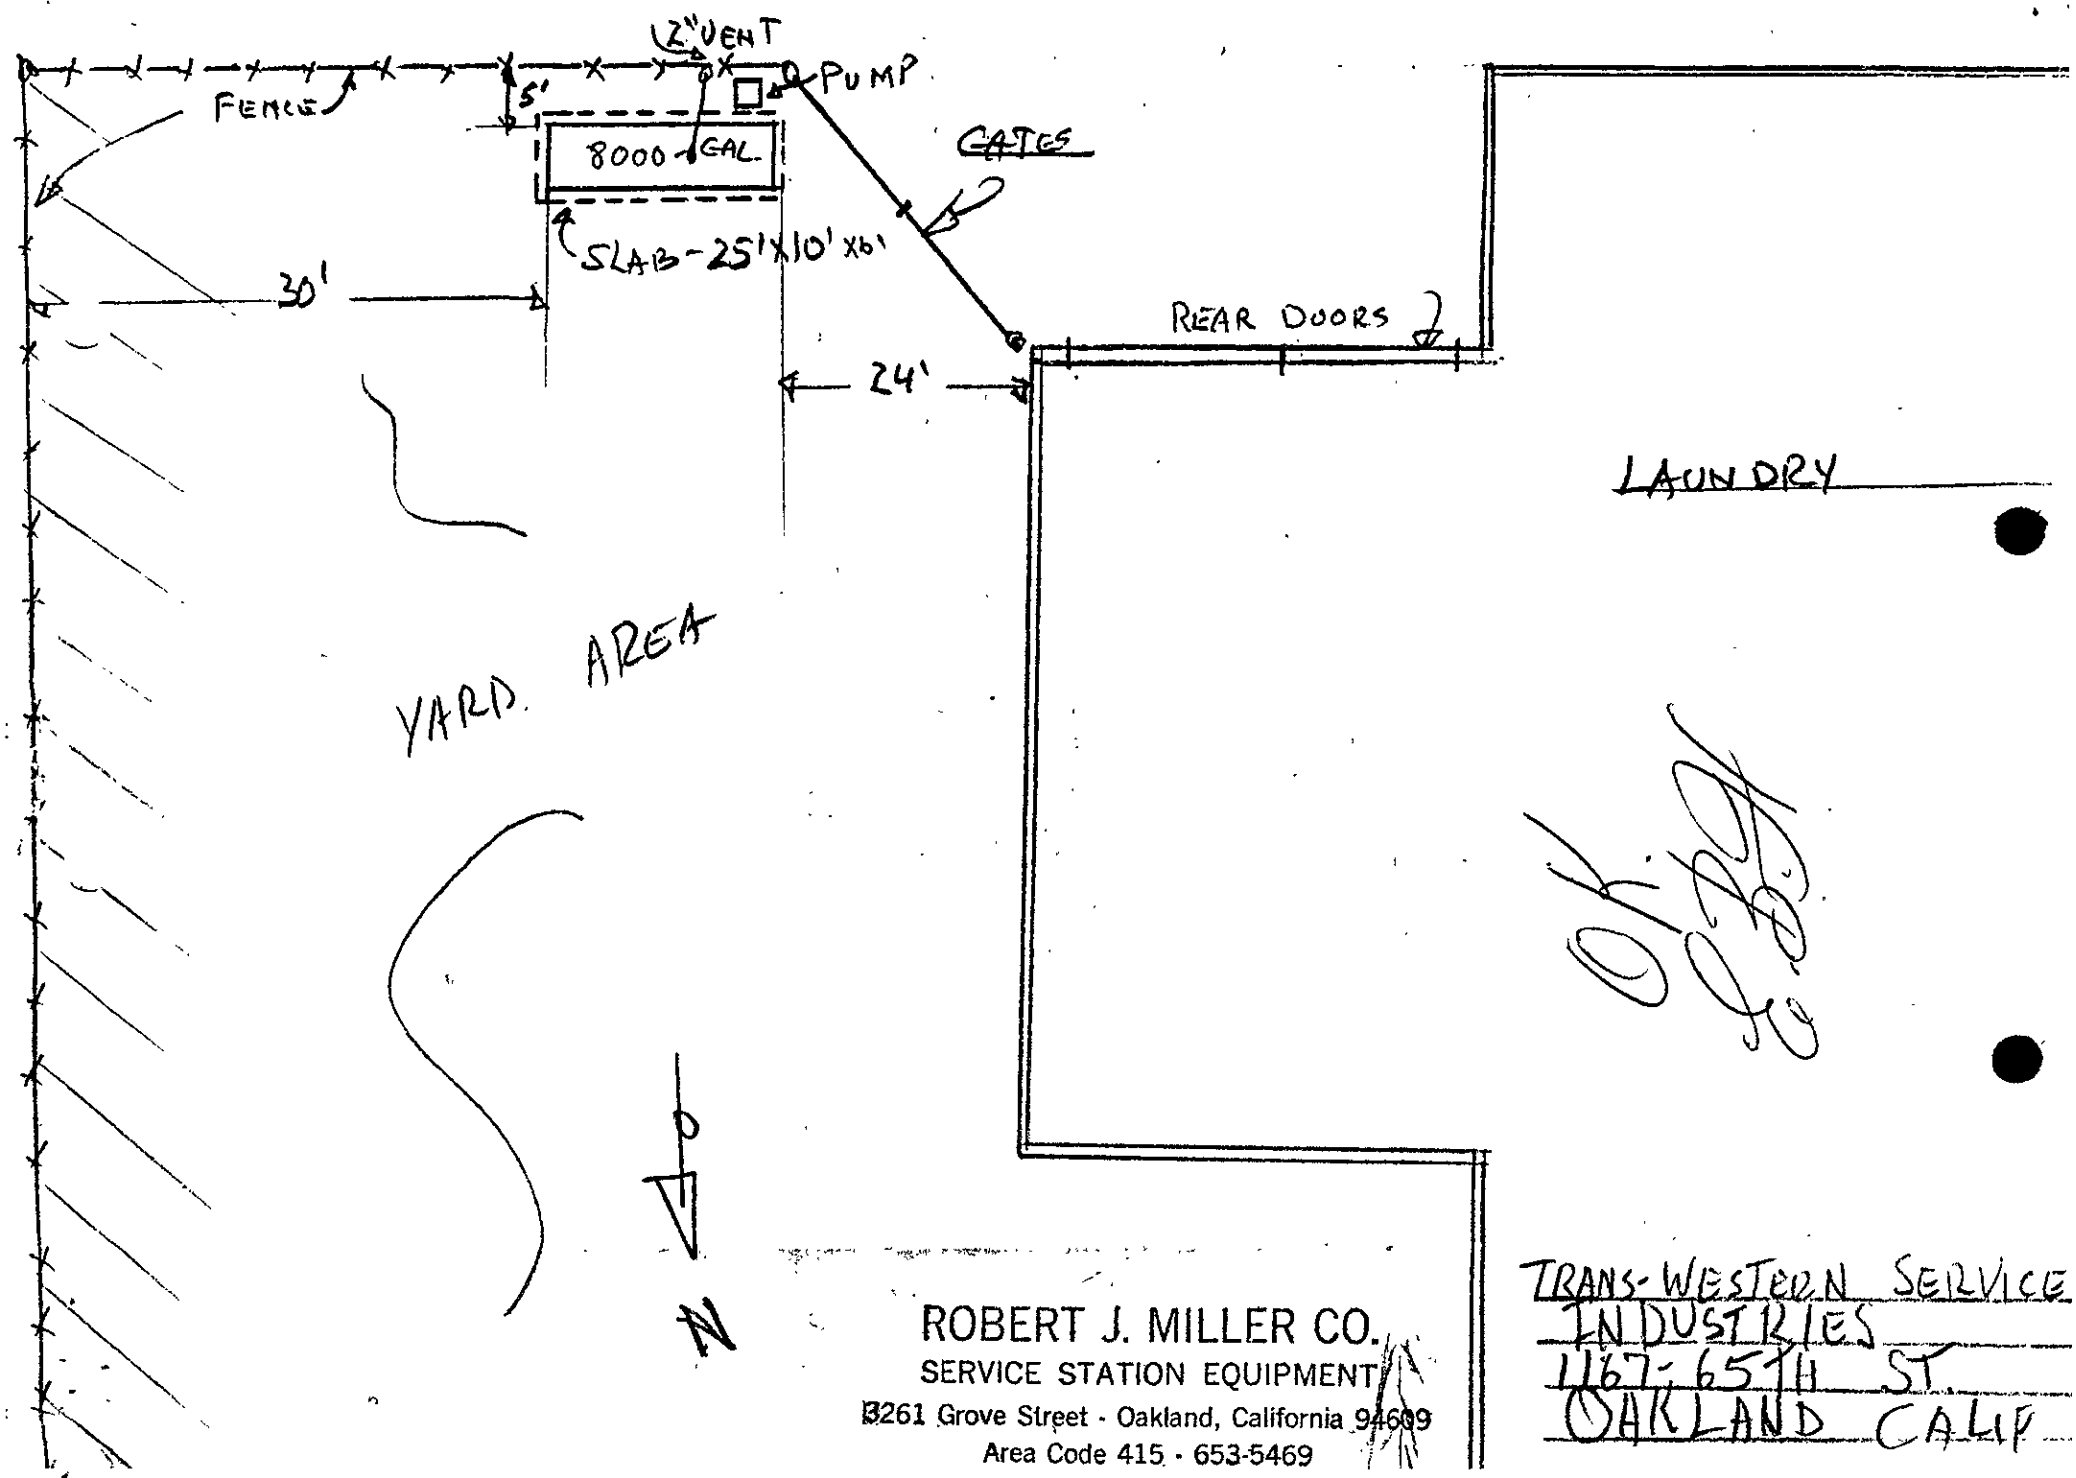 2" VENT
PUMP
FENCE
5'
8000 GAL.
GATES
SLAB - 25' X 10' X 6'
30'
REAR DOORS
24'
LAUNDRY
YARD AREA
O.K.
N
TRANS-WESTERN SERVICE
INDUSTRIES
1167-65TH ST.
OAKLAND CALIF
ROBERT J. MILLER CO.
SERVICE STATION EQUIPMENT
3261 Grove Street - Oakland, California 94609
Area Code 415 - 653-5469